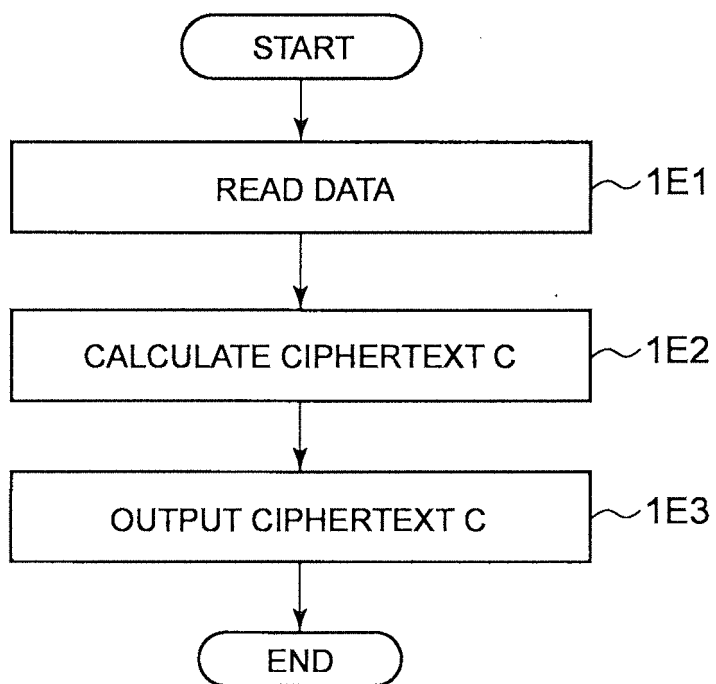 START
READ DATA
1E1
CALCULATE CIPHERTEXT C
1E2
OUTPUT CIPHERTEXT C
1E3
END